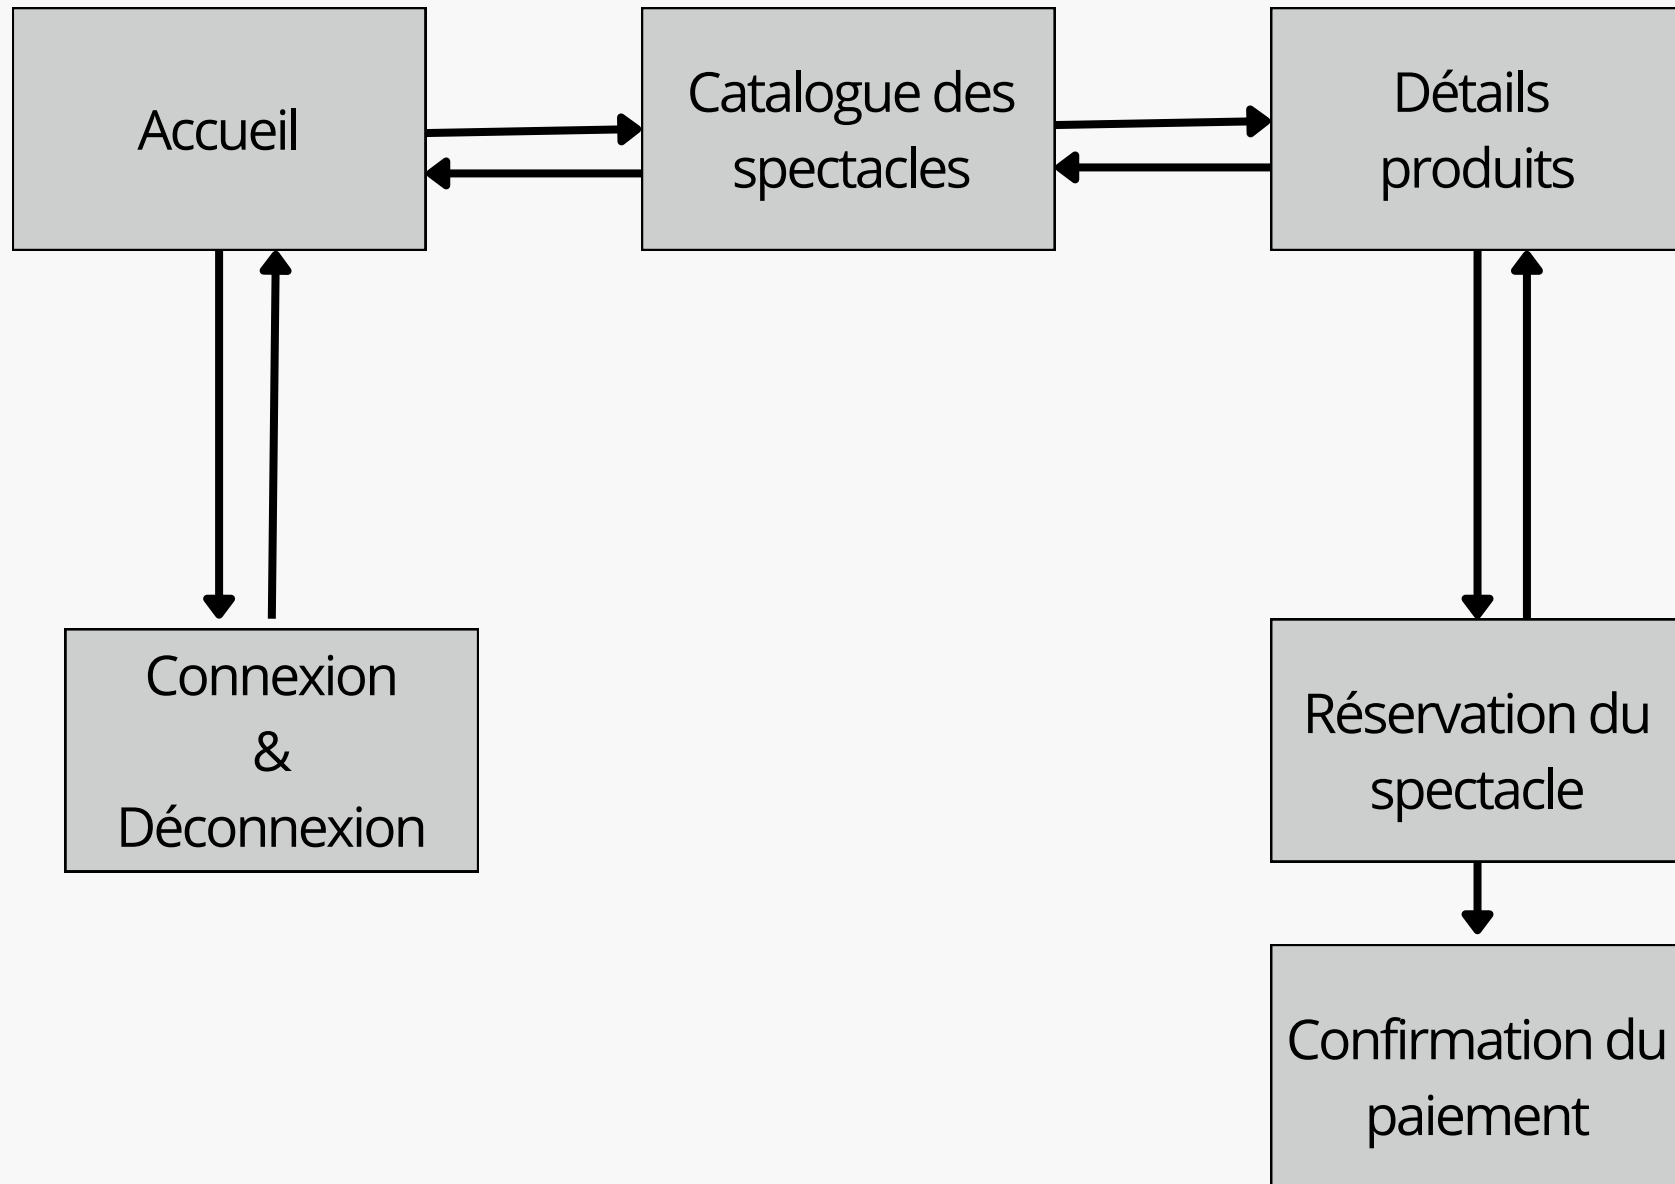 Accueil
Catalogue des
spectacles
Détails
produits
Connexion
&
Déconnexion
Réservation du
spectacle
Confirmation du
paiement